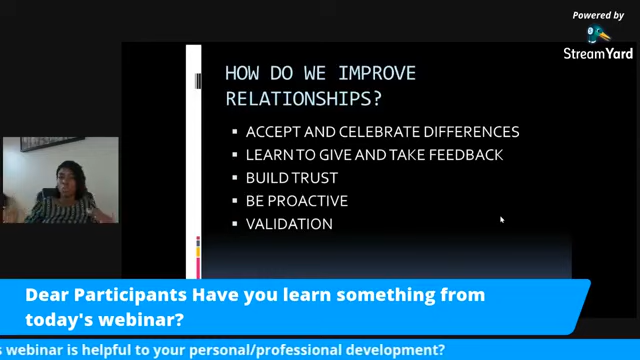 Powered by
StreamYard
HOW DO WE IMPROVE
RELATIONSHIPS?
▪ ACCEPT AND CELEBRATE DIFFERENCES
▪ LEARN TO GIVE AND TAKE FEEDBACK
▪ BUILD TRUST
▪ BE PROACTIVE
▪ VALIDATION
Dear Participants Have you learn something from
today's webinar?
s webinar is helpful to your personal/professional development?